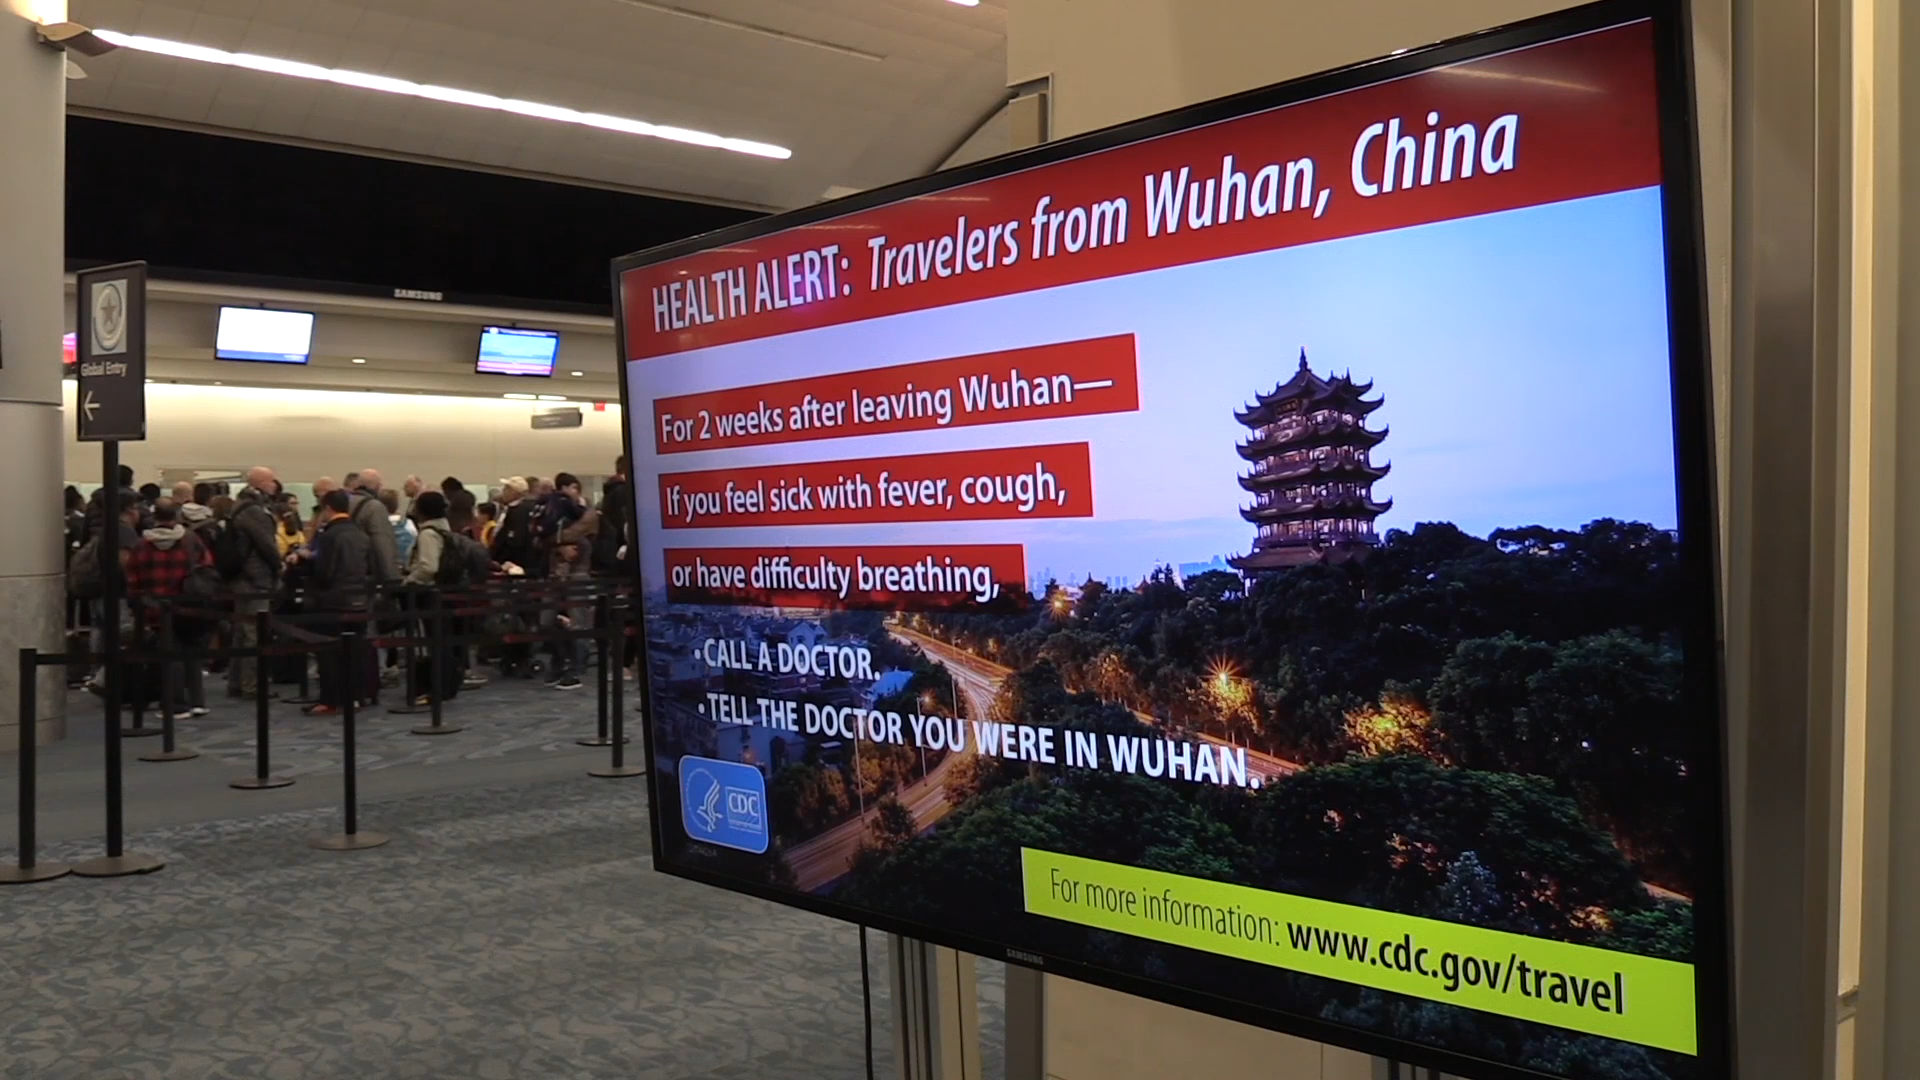 HEALTH ALERT: Travelers from Wuhan, China
For 2 weeks after leaving Wuhan—
If you feel sick with fever, cough,
or have difficulty breathing,
•CALL A DOCTOR.
•TELL THE DOCTOR YOU WERE IN WUHAN.
CDC
For more information: www.cdc.gov/travel
SAMSUNG
SAMSUNG
Global Entry
←